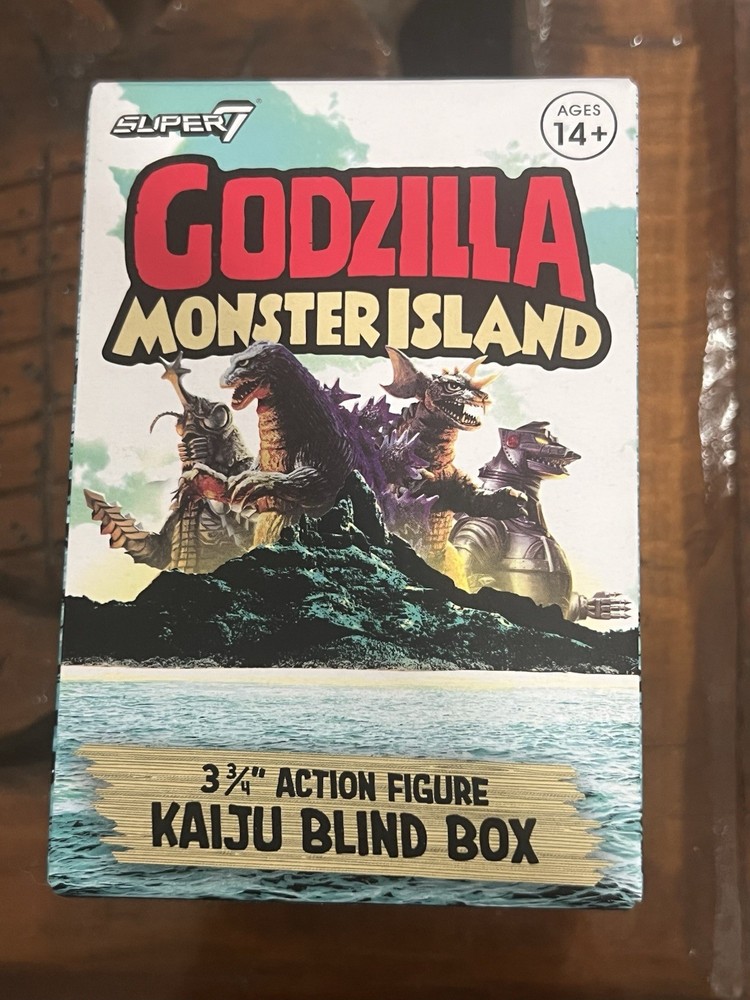 SUPER7
AGES
14+
GODZILLA
MONSTER ISLAND
3 3/4" ACTION FIGURE
KAIJU BLIND BOX